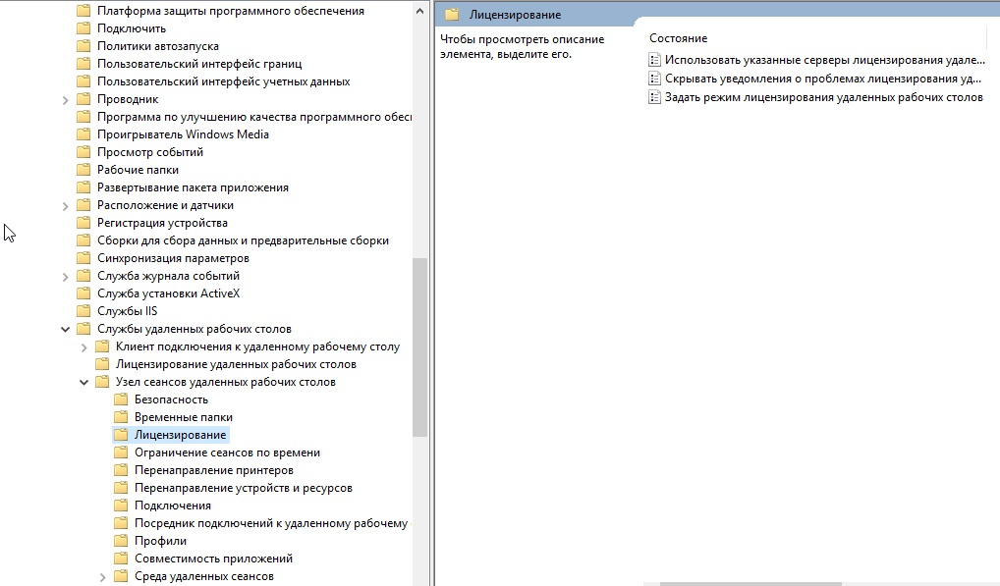 Платформа защиты программного обеспечения
Подключить
Политики автозапуска
Пользовательский интерфейс границ
Пользовательский интерфейс учетных данных
Проводник
Программа по улучшению качества программного обесп
Проигрыватель Windows Media
Просмотр событий
Рабочие папки
Развертывание пакета приложения
Расположение и датчики
Регистрация устройства
Сборки для сбора данных и предварительные сборки
Синхронизация параметров
Служба журнала событий
Служба установки ActiveX
Службы IIS
Службы удаленных рабочих столов
Клиент подключения к удаленному рабочему столу
Лицензирование удаленных рабочих столов
Узел сеансов удаленных рабочих столов
Безопасность
Временные папки
Лицензирование
Ограничение сеансов по времени
Перенаправление принтеров
Перенаправление устройств и ресурсов
Подключения
Посредник подключений к удаленному рабочему
Профили
Совместимость приложений
Среда удаленных сеансов
Лицензирование
Чтобы просмотреть описание
элемента, выделите его.
Состояние
Использовать указанные серверы лицензирования удале...
Скрывать уведомления о проблемах лицензирования уд...
Задать режим лицензирования удаленных рабочих столов